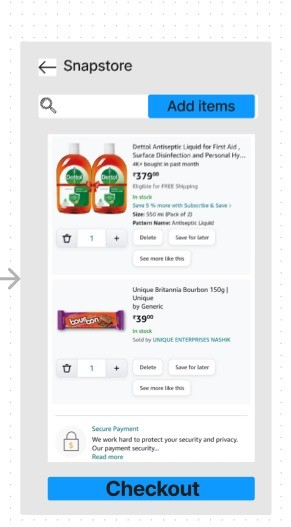 Snapstore
Add items
Dettol Antiseptic Liquid for First Aid ,
Surface Disinfection and Personal Hy...
4K+ bought in past month
₹379⁰⁰
Eligible for FREE Shipping
In stock
Save 5 % more with Subscribe & Save ›
Size: 550 ml (Pack of 2)
Pattern Name: Antiseptic Liquid
Dettol Dettol
1 +
Delete Save for later
See more like this
Unique Britannia Bourbon 150g |
Unique
by Generic
₹39⁰⁰
bourbon
In stock
Sold by UNIQUE ENTERPRISES NASHIK
1 +
Delete Save for later
See more like this
Secure Payment
$
We work hard to protect your security and privacy.
Our payment security...
Read more
Checkout